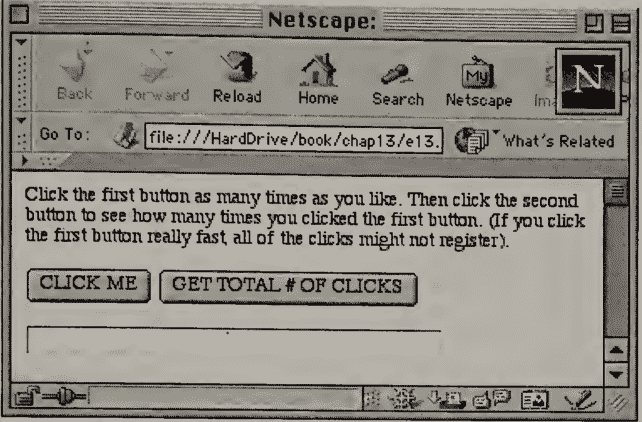 Netscape:
Back Forward Reload Home Search Netscape
My
N
Go To: file:///HardDrive/book/chap13/e13. What's Related
Click the first button as many times as you like. Then click the second
button to see how many times you clicked the first button. (If you click
the first button really fast, all of the clicks might not register).
CLICK ME GET TOTAL # OF CLICKS